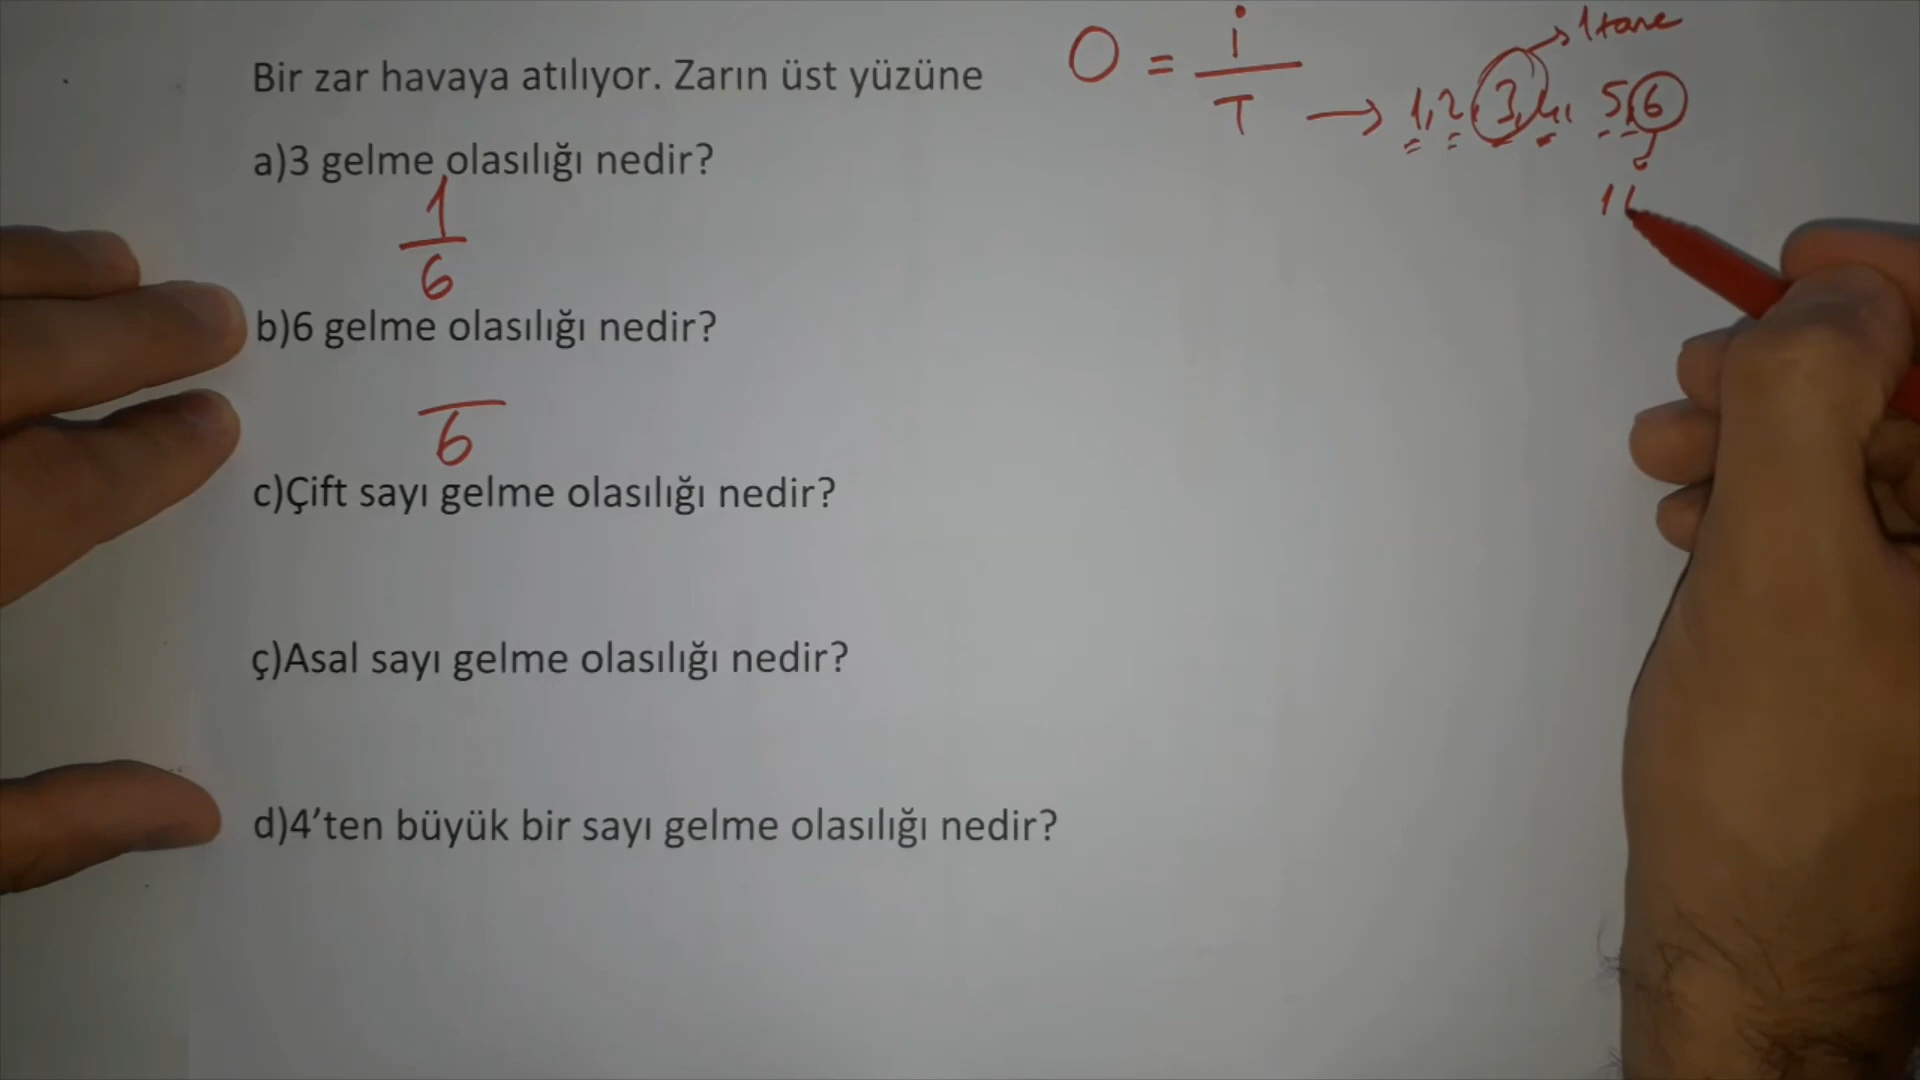 Bir zar havaya atılıyor. Zarın üst yüzüne
O = i / T → 1, 2, 3, 4, 5, 6
1 tane
a)3 gelme olasılığı nedir?
1
6
b)6 gelme olasılığı nedir?
6
c)Çift sayı gelme olasılığı nedir?
ç)Asal sayı gelme olasılığı nedir?
d)4’ten büyük bir sayı gelme olasılığı nedir?